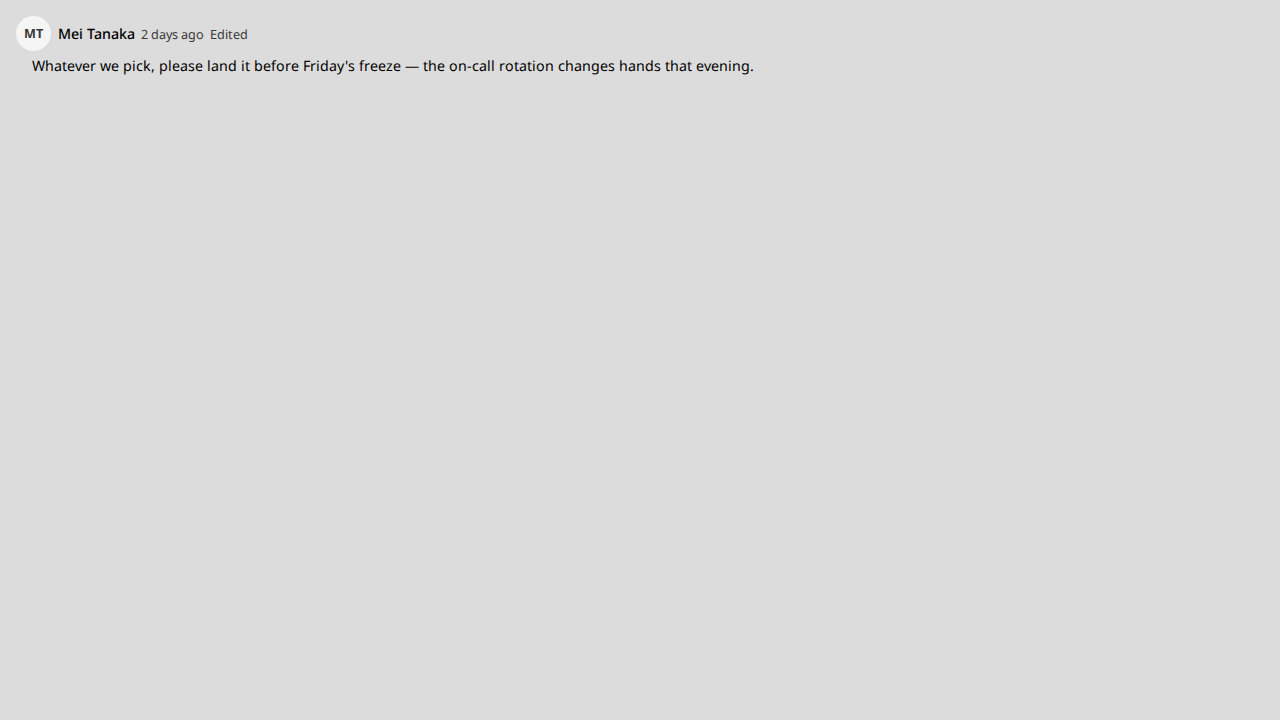 MT Mei Tanaka 2 days ago Edited
Whatever we pick, please land it before Friday's freeze — the on-call rotation changes hands that evening.